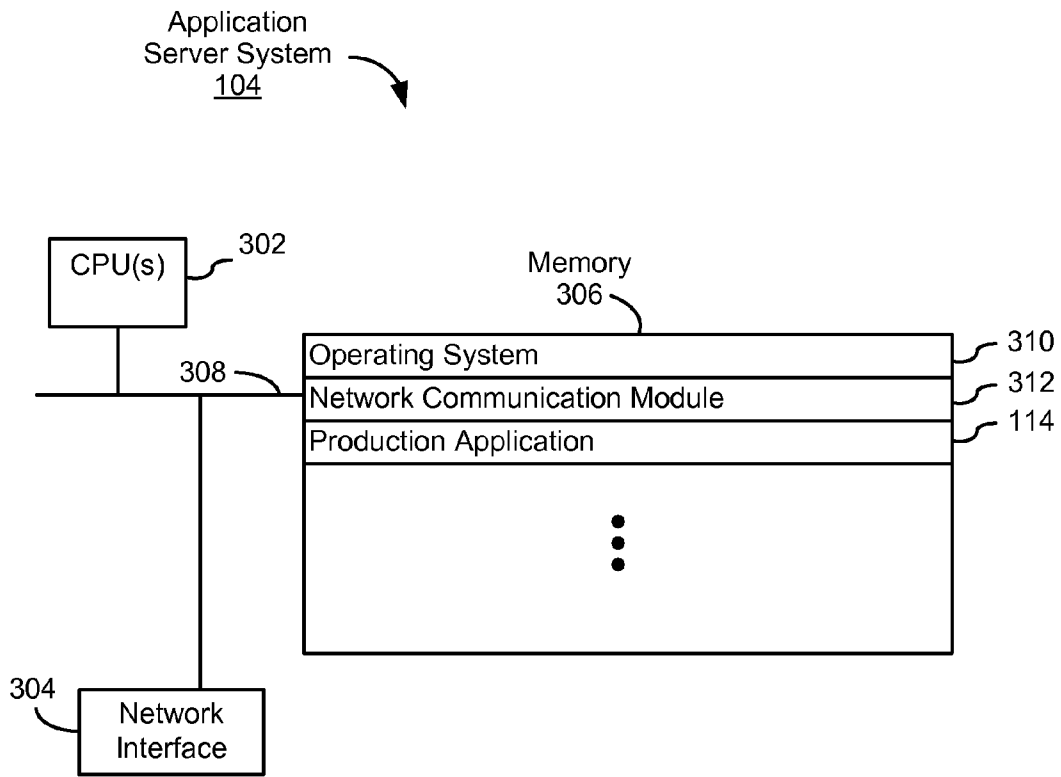 Application
Server System
104
302
CPU(s)
Memory
306
Operating System
310
308
Network Communication Module
312
Production Application
114
304
Network
Interface